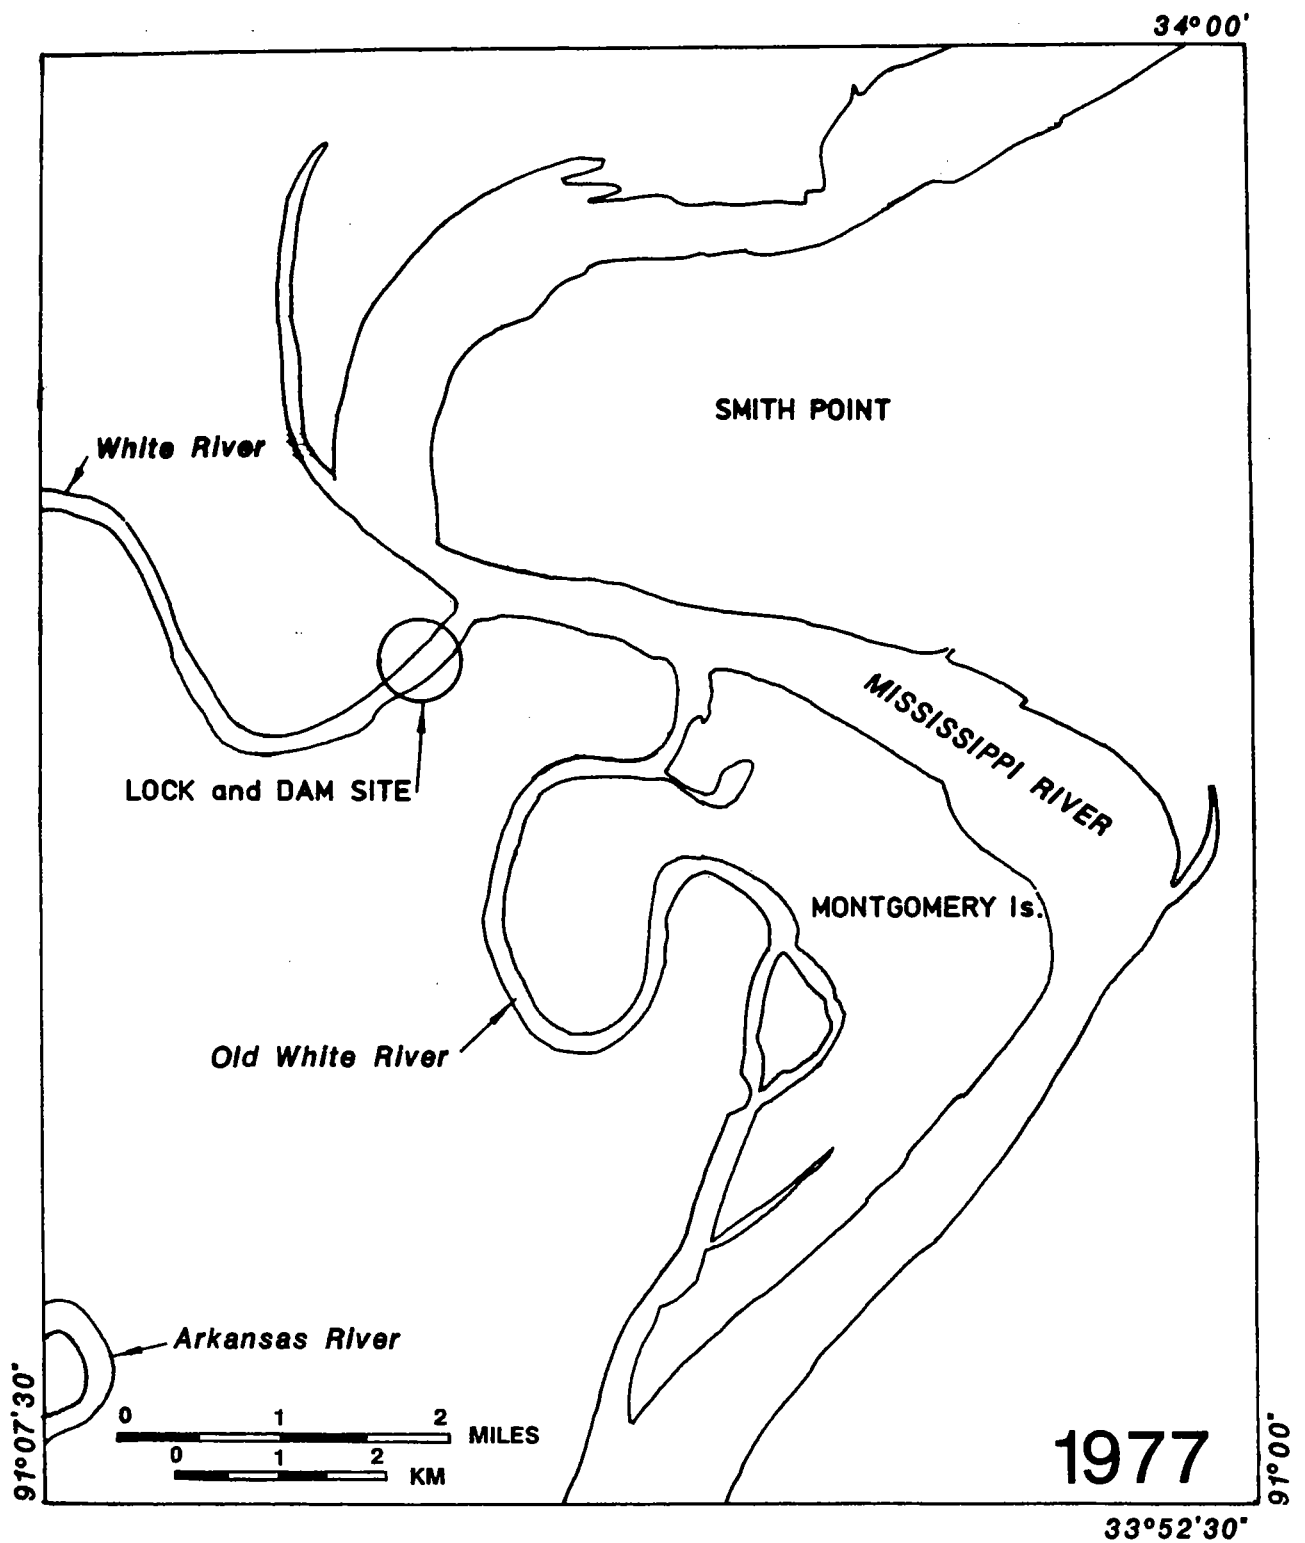 34°00'
SMITH POINT
White River
MISSISSIPPI RIVER
LOCK and DAM SITE
MONTGOMERY Is.
Old White River
Arkansas River
91°07'30"
0 1 2
MILES
0 1 2
KM
1977
91°00"
33°52'30"